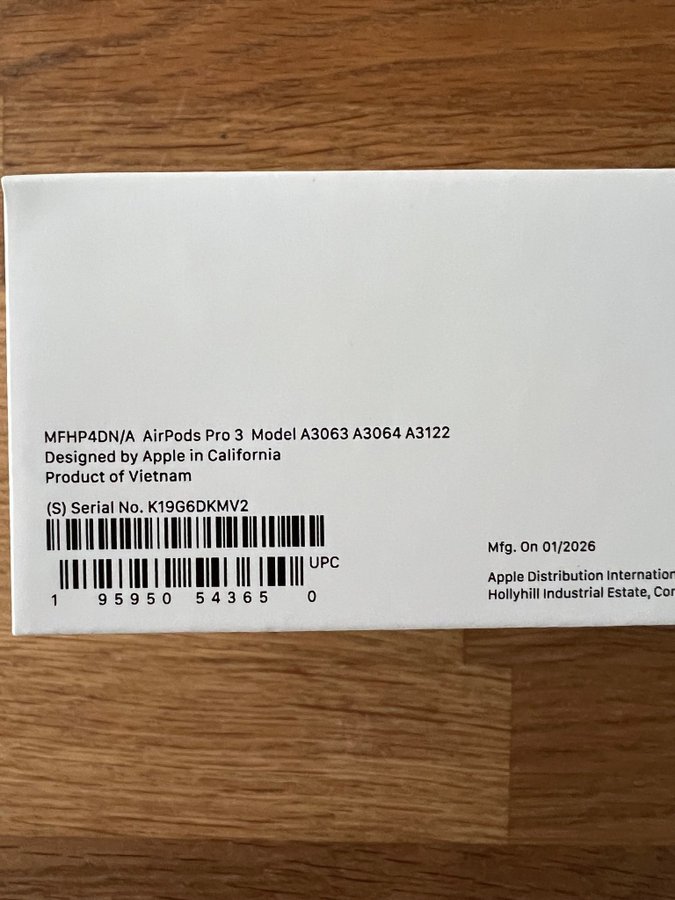 MFHP4DN/A AirPods Pro 3 Model A3063 A3064 A3122
Designed by Apple in California
Product of Vietnam
(S) Serial No. K19G6DKMV2
UPC
1 95950 54365 0
Mfg. On 01/2026
Apple Distribution Internation
Hollyhill Industrial Estate, Cor